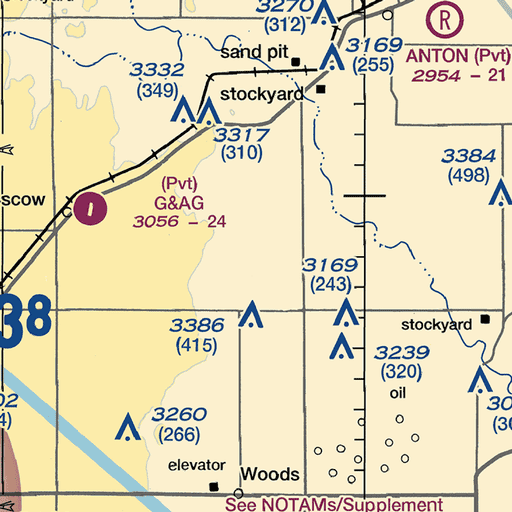 3270
(312)
R
3169
(255)
ANTON (Pvt)
2954 - 21
sand pit
3332
(349)
stockyard
3317
(310)
3384
(498)
(Pvt)
G&AG
3056 - 24
scow
3169
(243)
38
3386
(415)
stockyard
3239
(320)
oil
3260
(266)
elevator
Woods
See NOTAMs/Supplement